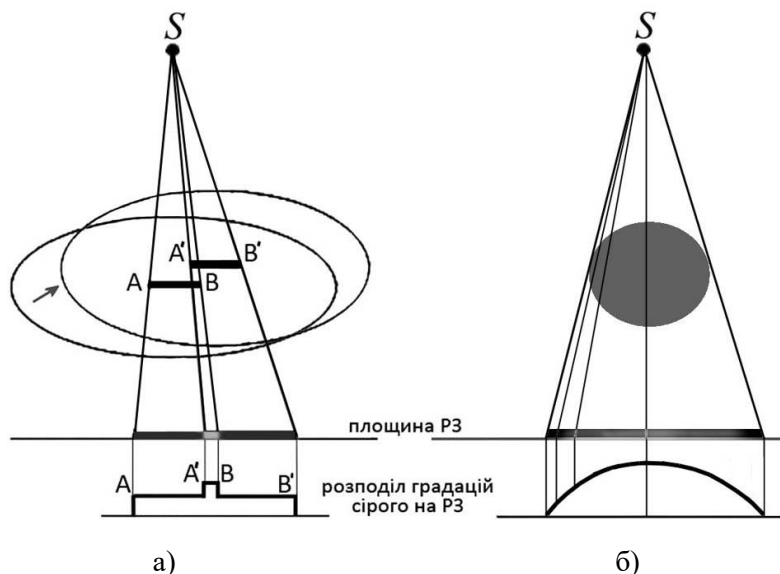 S
S
A' B'
A B
площина РЗ
A A' B B'
розподіл градацій
сірого на РЗ
а)
б)